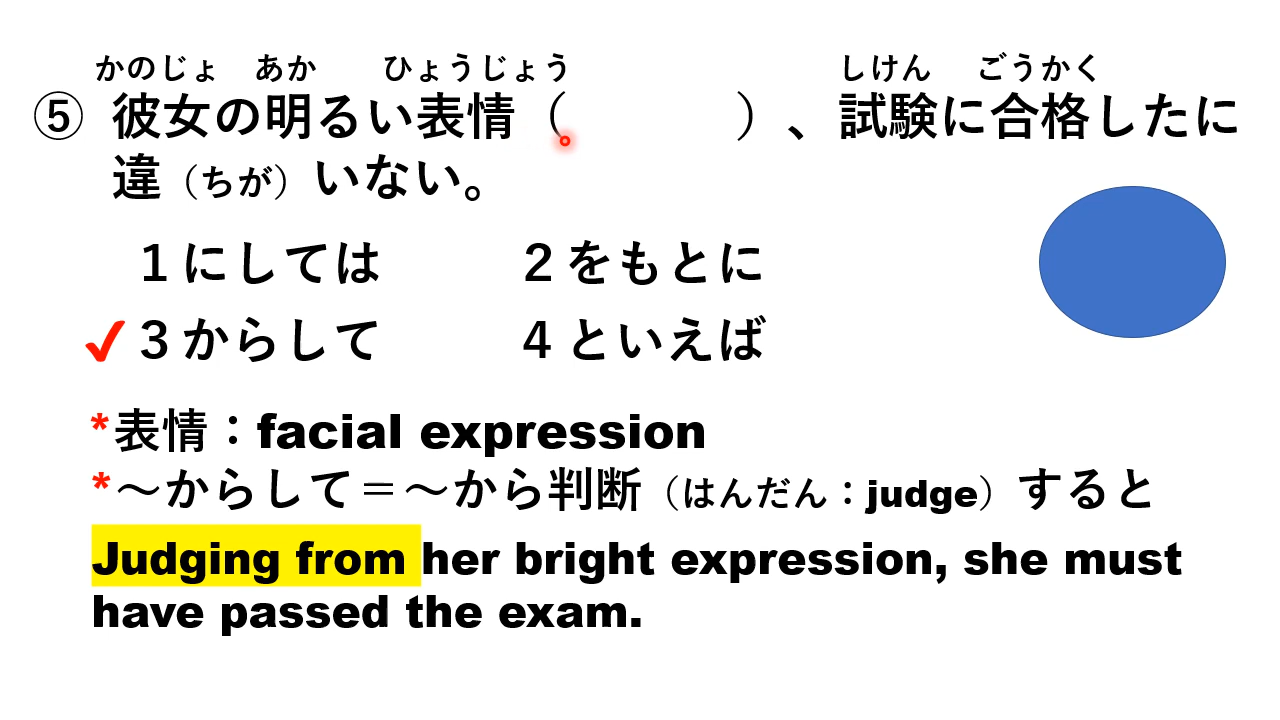 かのじょ あか ひょうじょう しけん ごうかく
⑤ 彼女の明るい表情（ ）、試験に合格したに
違（ちが）いない。
１にしては ２をもとに
✓３からして ４といえば
*表情：facial expression
*～からして＝～から判断（はんだん：judge）すると
Judging from her bright expression, she must
have passed the exam.